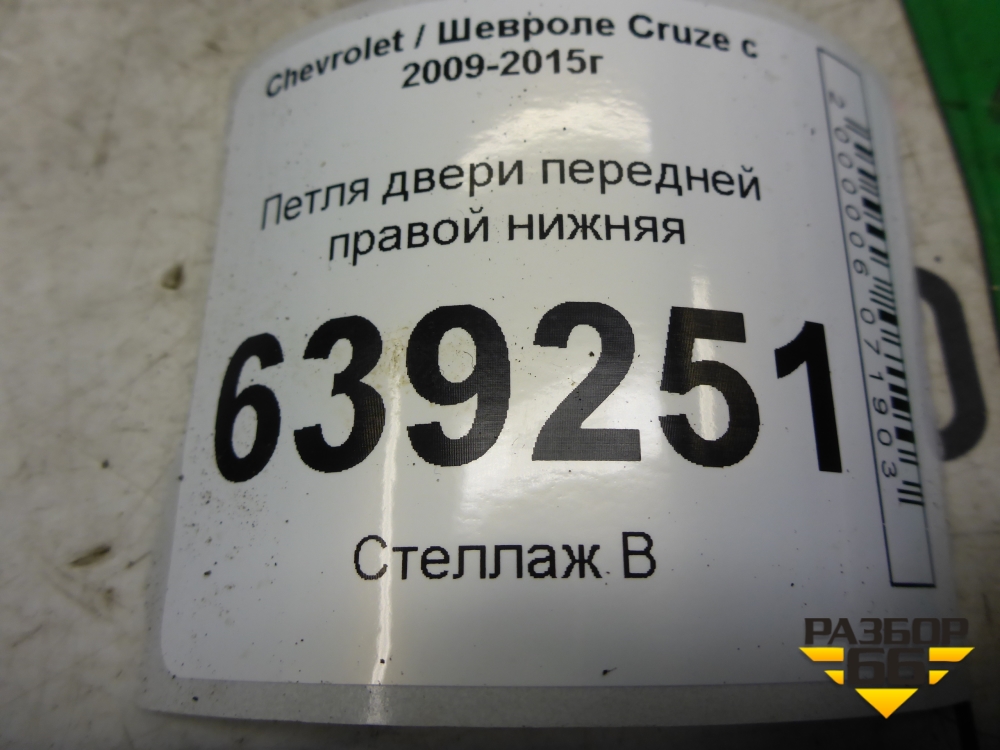 Chevrolet / Шевроле Cruze с
2009-2015г
Петля двери передней
правой нижняя
639251
Стеллаж В
2000006071903
РАЗБОР
66